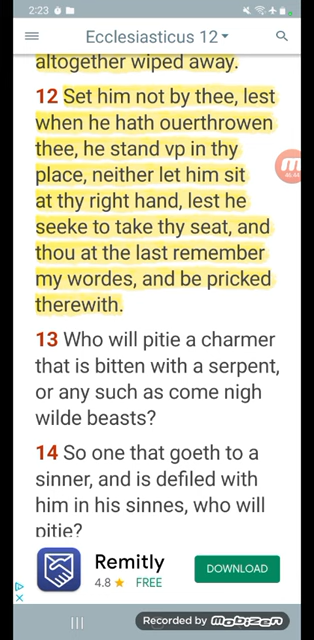 2:23
Ecclesiasticus 12
altogether wiped away.
12 Set him not by thee, lest
when he hath ouerthrowen
thee, he stand vp in thy
place, neither let him sit
at thy right hand, lest he
seeke to take thy seat, and
thou at the last remember
my wordes, and be pricked
therewith.
13 Who will pitie a charmer
that is bitten with a serpent,
or any such as come nigh
wilde beasts?
14 So one that goeth to a
sinner, and is defiled with
him in his sinnes, who will
pitie?
Remitly
4.8 ★ FREE
DOWNLOAD
Recorded by mobizen